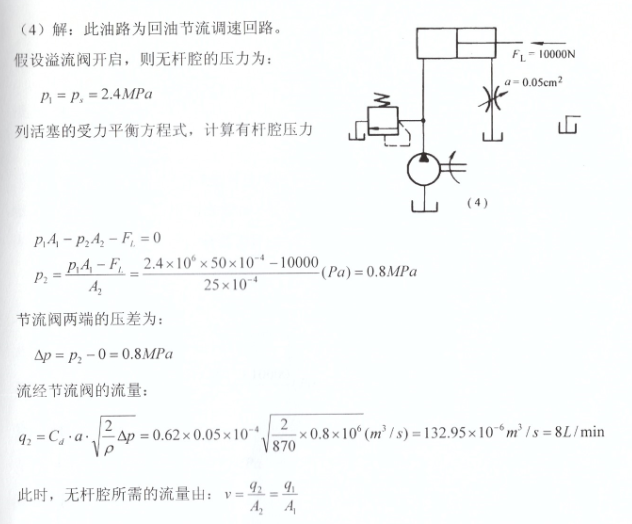 （4）解：此油路为回油节流调速回路。
假设溢流阀开启，则无杆腔的压力为：
p₁ = pₓ = 2.4MPa
列活塞的受力平衡方程式，计算有杆腔压力
F_L = 10000N
a = 0.05cm²
(4)
p₁A₁ − p₂A₂ − F_L = 0
p₂ = (p₁A₁ − F_L)/A₂ = (2.4×10⁶×50×10⁻⁴ −10000)/(25×10⁻⁴) (Pa) = 0.8MPa
节流阀两端的压差为：
Δp = p₂ − 0 = 0.8MPa
流经节流阀的流量：
q₂ = C_d · a · √(2/ρ Δp) = 0.62×0.05×10⁻⁴ √(2/870 ×0.8×10⁶) (m³/s) = 132.95×10⁻⁶ m³/s = 8L/min
此时，无杆腔所需的流量由：v = q₂/A₂ = q₁/A₁